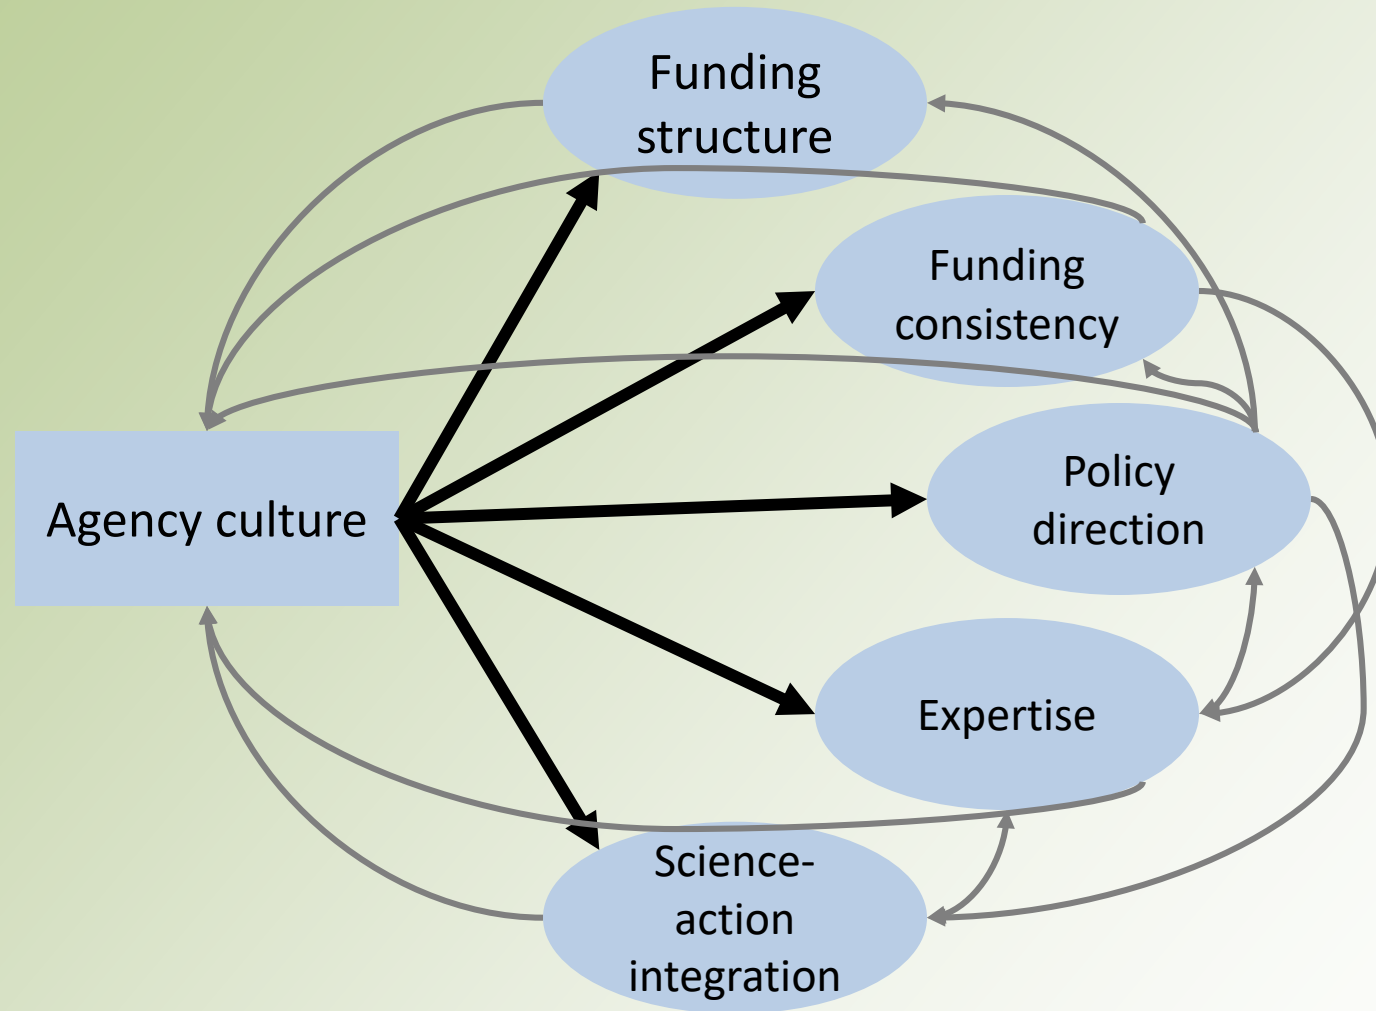 Funding
structure
Funding
consistency
Agency culture
Policy
direction
Expertise
Science-
action
integration